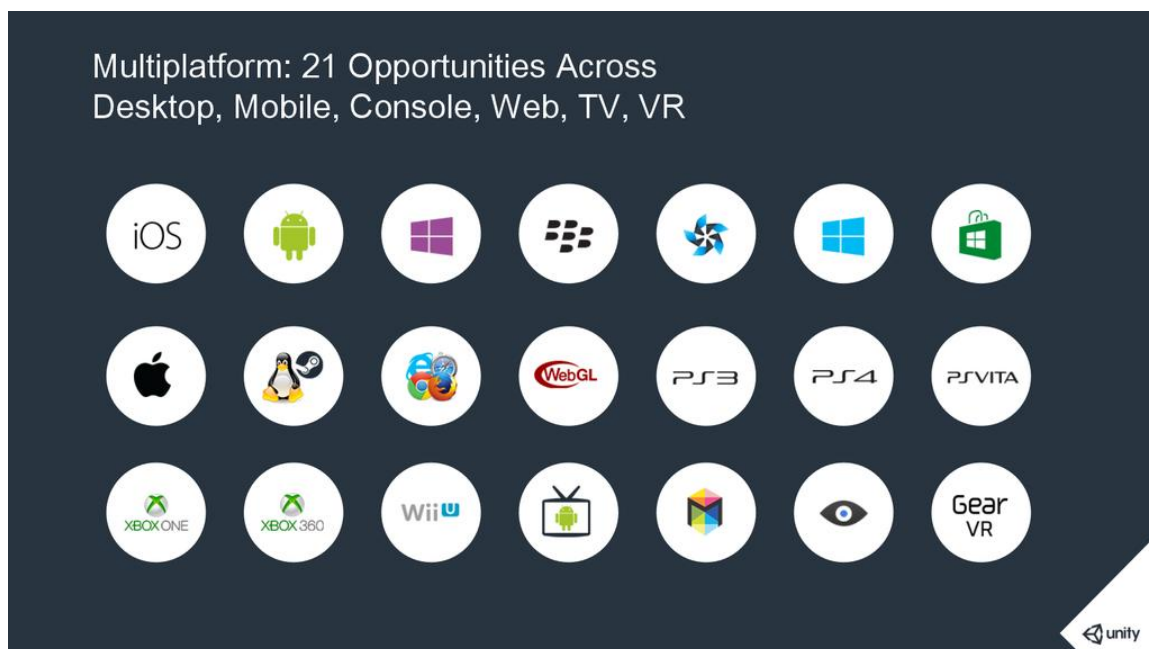 Multiplatform: 21 Opportunities Across
Desktop, Mobile, Console, Web, TV, VR
iOS
WebGL
PS3
PS4
PSVITA
XBOX ONE
XBOX 360
Wii U
Gear
VR
unity